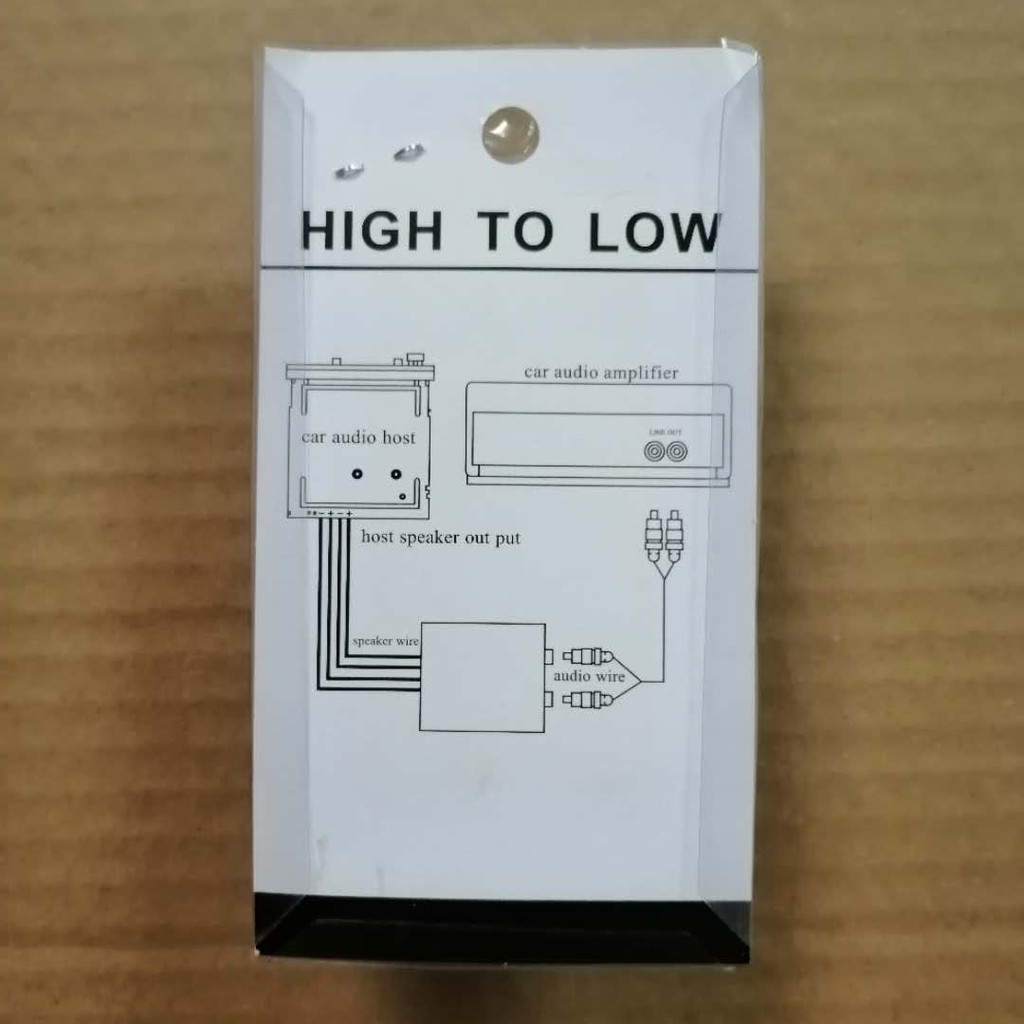 HIGH TO LOW
car audio amplifier
LINE OUT
car audio host
host speaker out put
speaker wire
audio wire